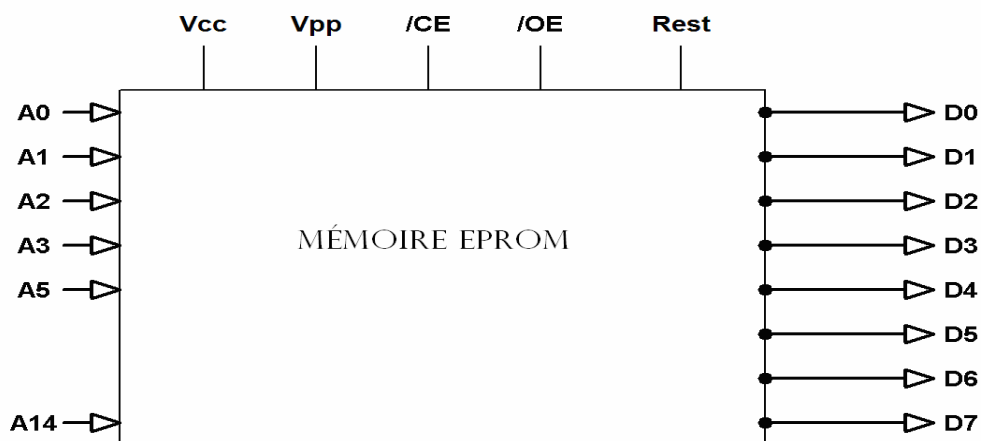 Vcc Vpp /CE /OE Rest
A0 D0
A1 D1
A2 D2
MÉMOIRE EPROM
A3 D3
A5 D4
D5
D6
A14 D7